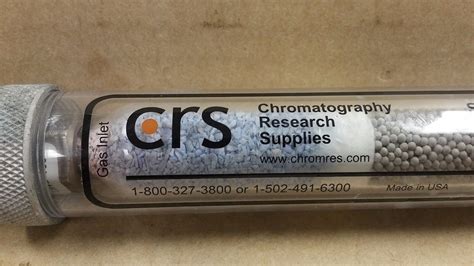 Gas Inlet
crs
Chromatography
Research
Supplies
www.chromres.com
1-800-327-3800 or 1-502-491-6300
Made in USA